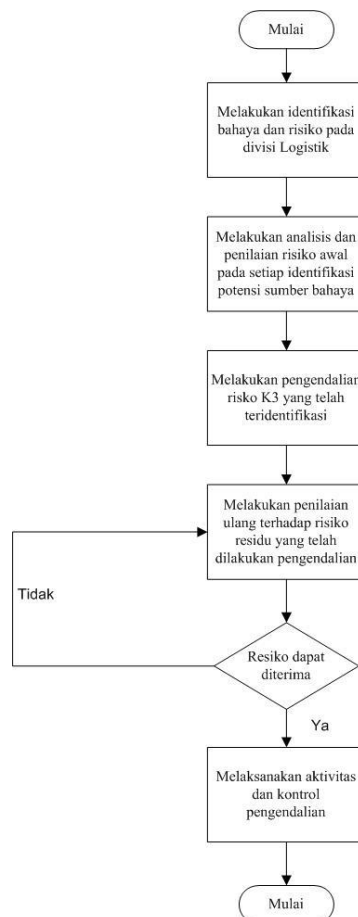 Mulai
Melakukan identifikasi
bahaya dan risiko pada
divisi Logistik
Melakukan analisis dan
penilaian risiko awal
pada setiap identifikasi
potensi sumber bahaya
Melakukan pengendalian
risko K3 yang telah
teridentifikasi
Melakukan penilaian
ulang terhadap risiko
residu yang telah
dilakukan pengendalian
Tidak
Resiko dapat
diterima
Ya
Melaksanakan aktivitas
dan kontrol
pengendalian
Mulai